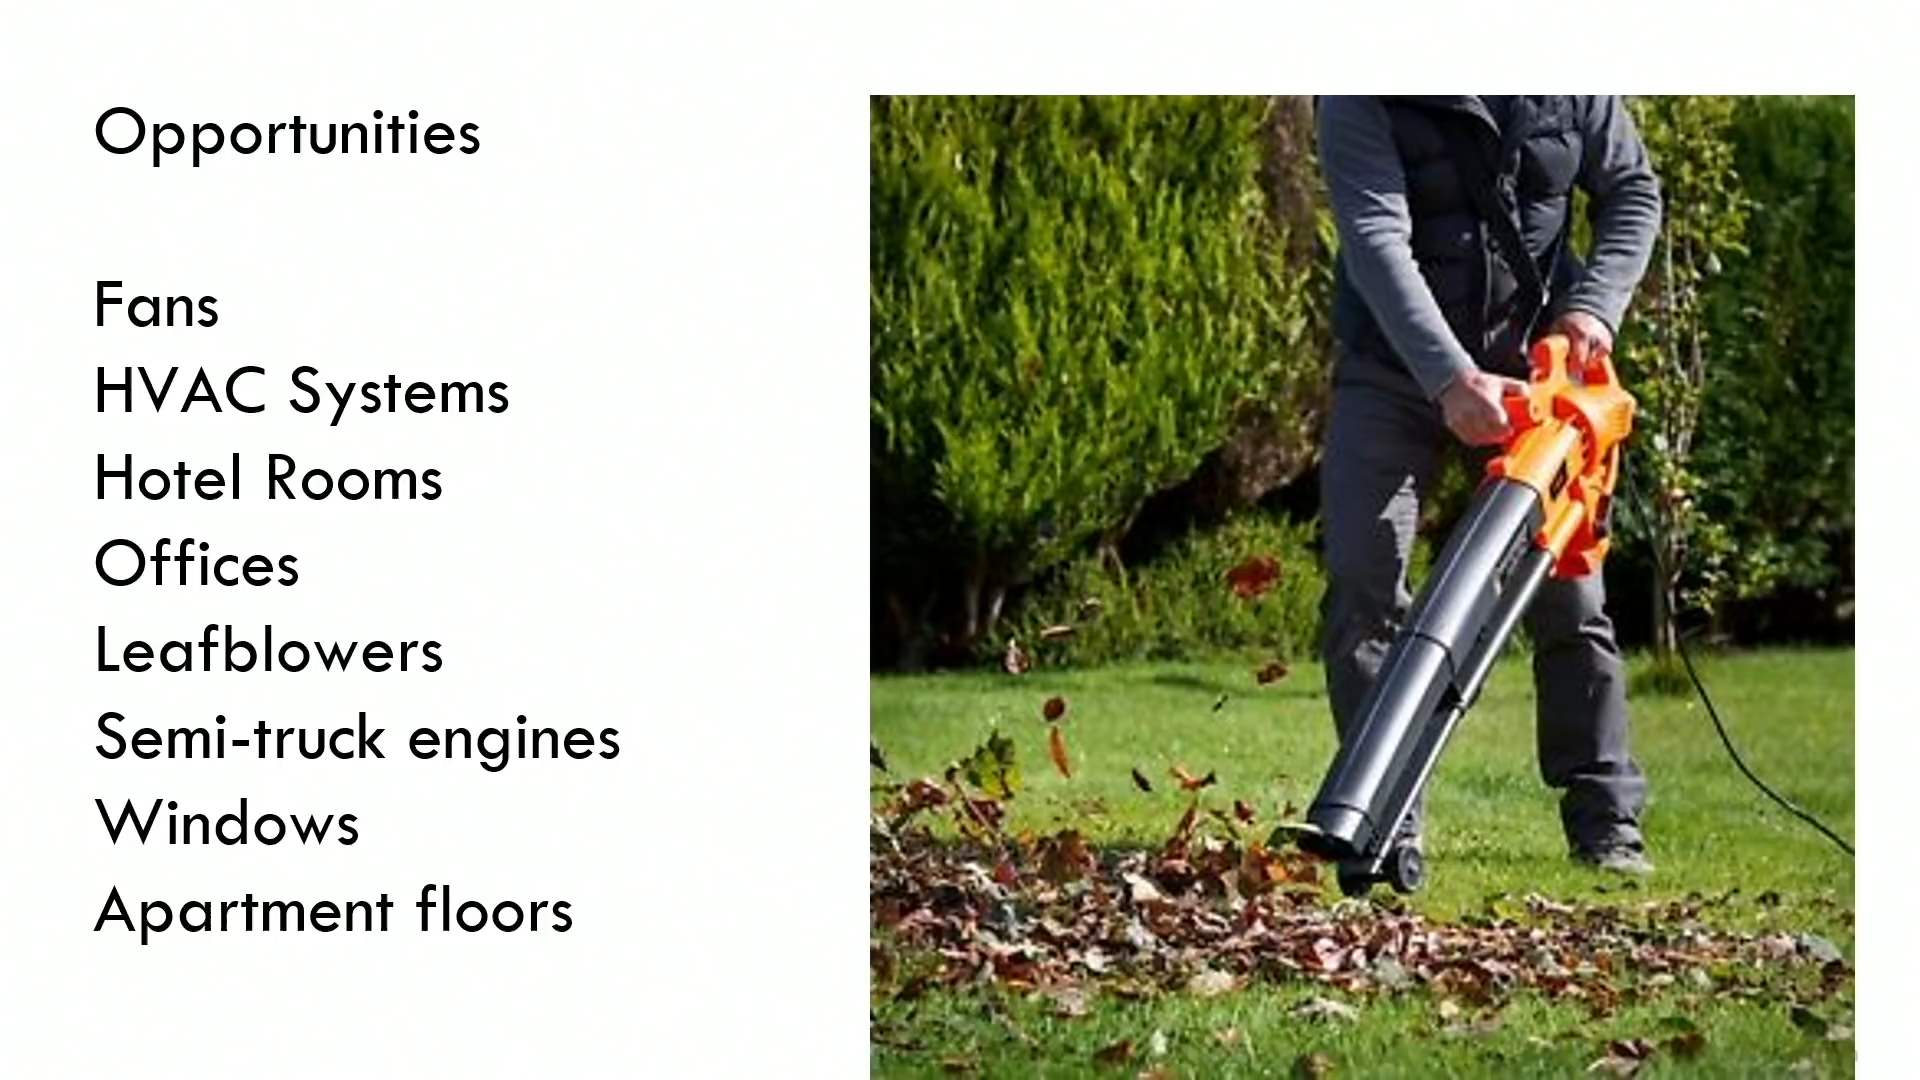 Opportunities
Fans
HVAC Systems
Hotel Rooms
Offices
Leafblowers
Semi-truck engines
Windows
Apartment floors